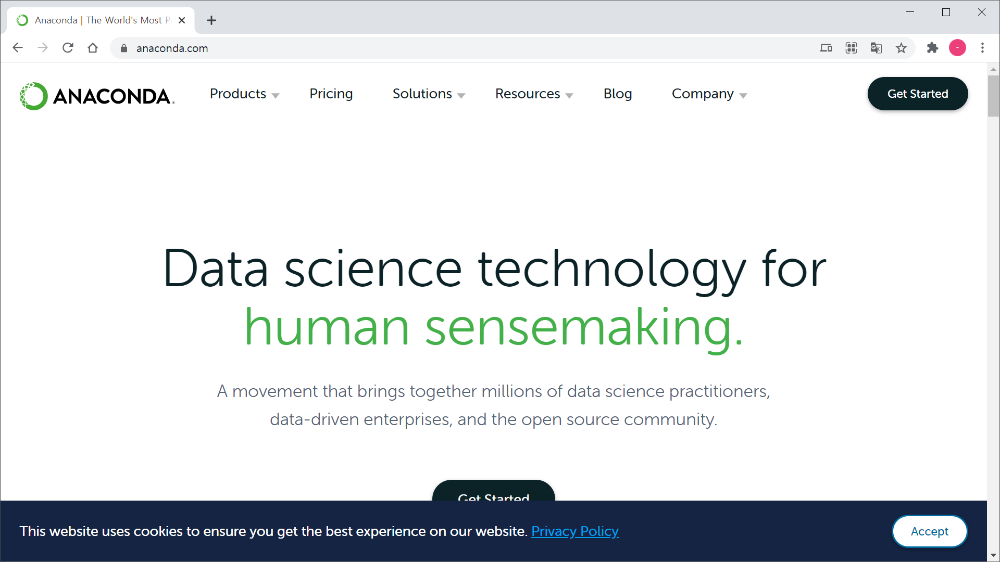 Anaconda | The World's Most P
anaconda.com
ANACONDA
Products
Pricing
Solutions
Resources
Blog
Company
Get Started
Data science technology for
human sensemaking.
A movement that brings together millions of data science practitioners,
data-driven enterprises, and the open source community.
Get Started
This website uses cookies to ensure you get the best experience on our website. Privacy Policy
Accept